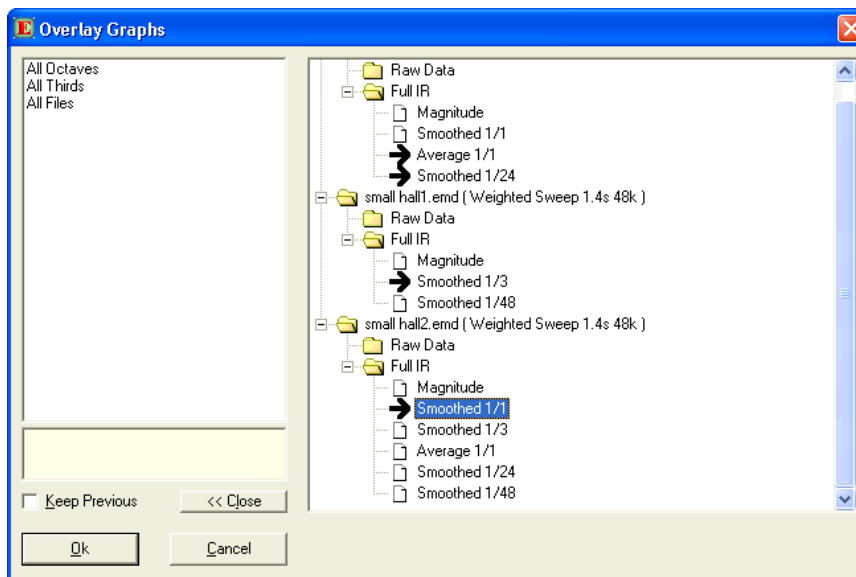 E Overlay Graphs
All Octaves
All Thirds
All Files
Keep Previous
<< Close
Ok
Cancel
Raw Data
Full IR
Magnitude
Smoothed 1/1
Average 1/1
Smoothed 1/24
small hall1.emd ( Weighted Sweep 1.4s 48k )
Raw Data
Full IR
Magnitude
Smoothed 1/3
Smoothed 1/48
small hall2.emd ( Weighted Sweep 1.4s 48k )
Raw Data
Full IR
Magnitude
Smoothed 1/1
Smoothed 1/3
Average 1/1
Smoothed 1/24
Smoothed 1/48